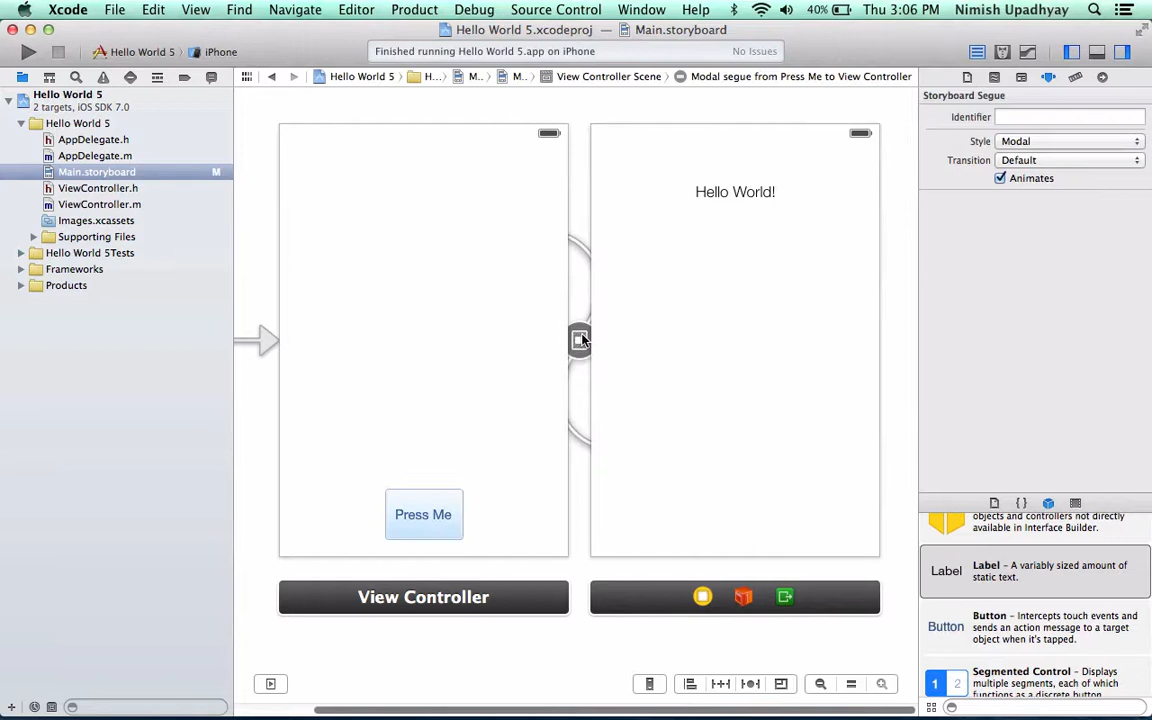 Xcode File Edit View Find Navigate Editor Product Debug Source Control Window Help 40% Thu 3:06 PM Nimish Upadhyay
Hello World 5.xcodeproj — Main.storyboard
Hello World 5 iPhone
Finished running Hello World 5.app on iPhone No Issues
Hello World 5 H... M... M... View Controller Scene Modal segue from Press Me to View Controller
Hello World 5
2 targets, iOS SDK 7.0
Hello World 5
AppDelegate.h
AppDelegate.m
Main.storyboard M
ViewController.h
ViewController.m
Images.xcassets
Supporting Files
Hello World 5Tests
Frameworks
Products
Hello World!
Press Me
View Controller
Storyboard Segue
Identifier
Style Modal
Transition Default
Animates
objects and controllers not directly
available in Interface Builder.
Label Label – A variably sized amount of
static text.
Button Button – Intercepts touch events and
sends an action message to a target
object when it's tapped.
1 2 Segmented Control – Displays
multiple segments, each of which
functions as a discrete button.